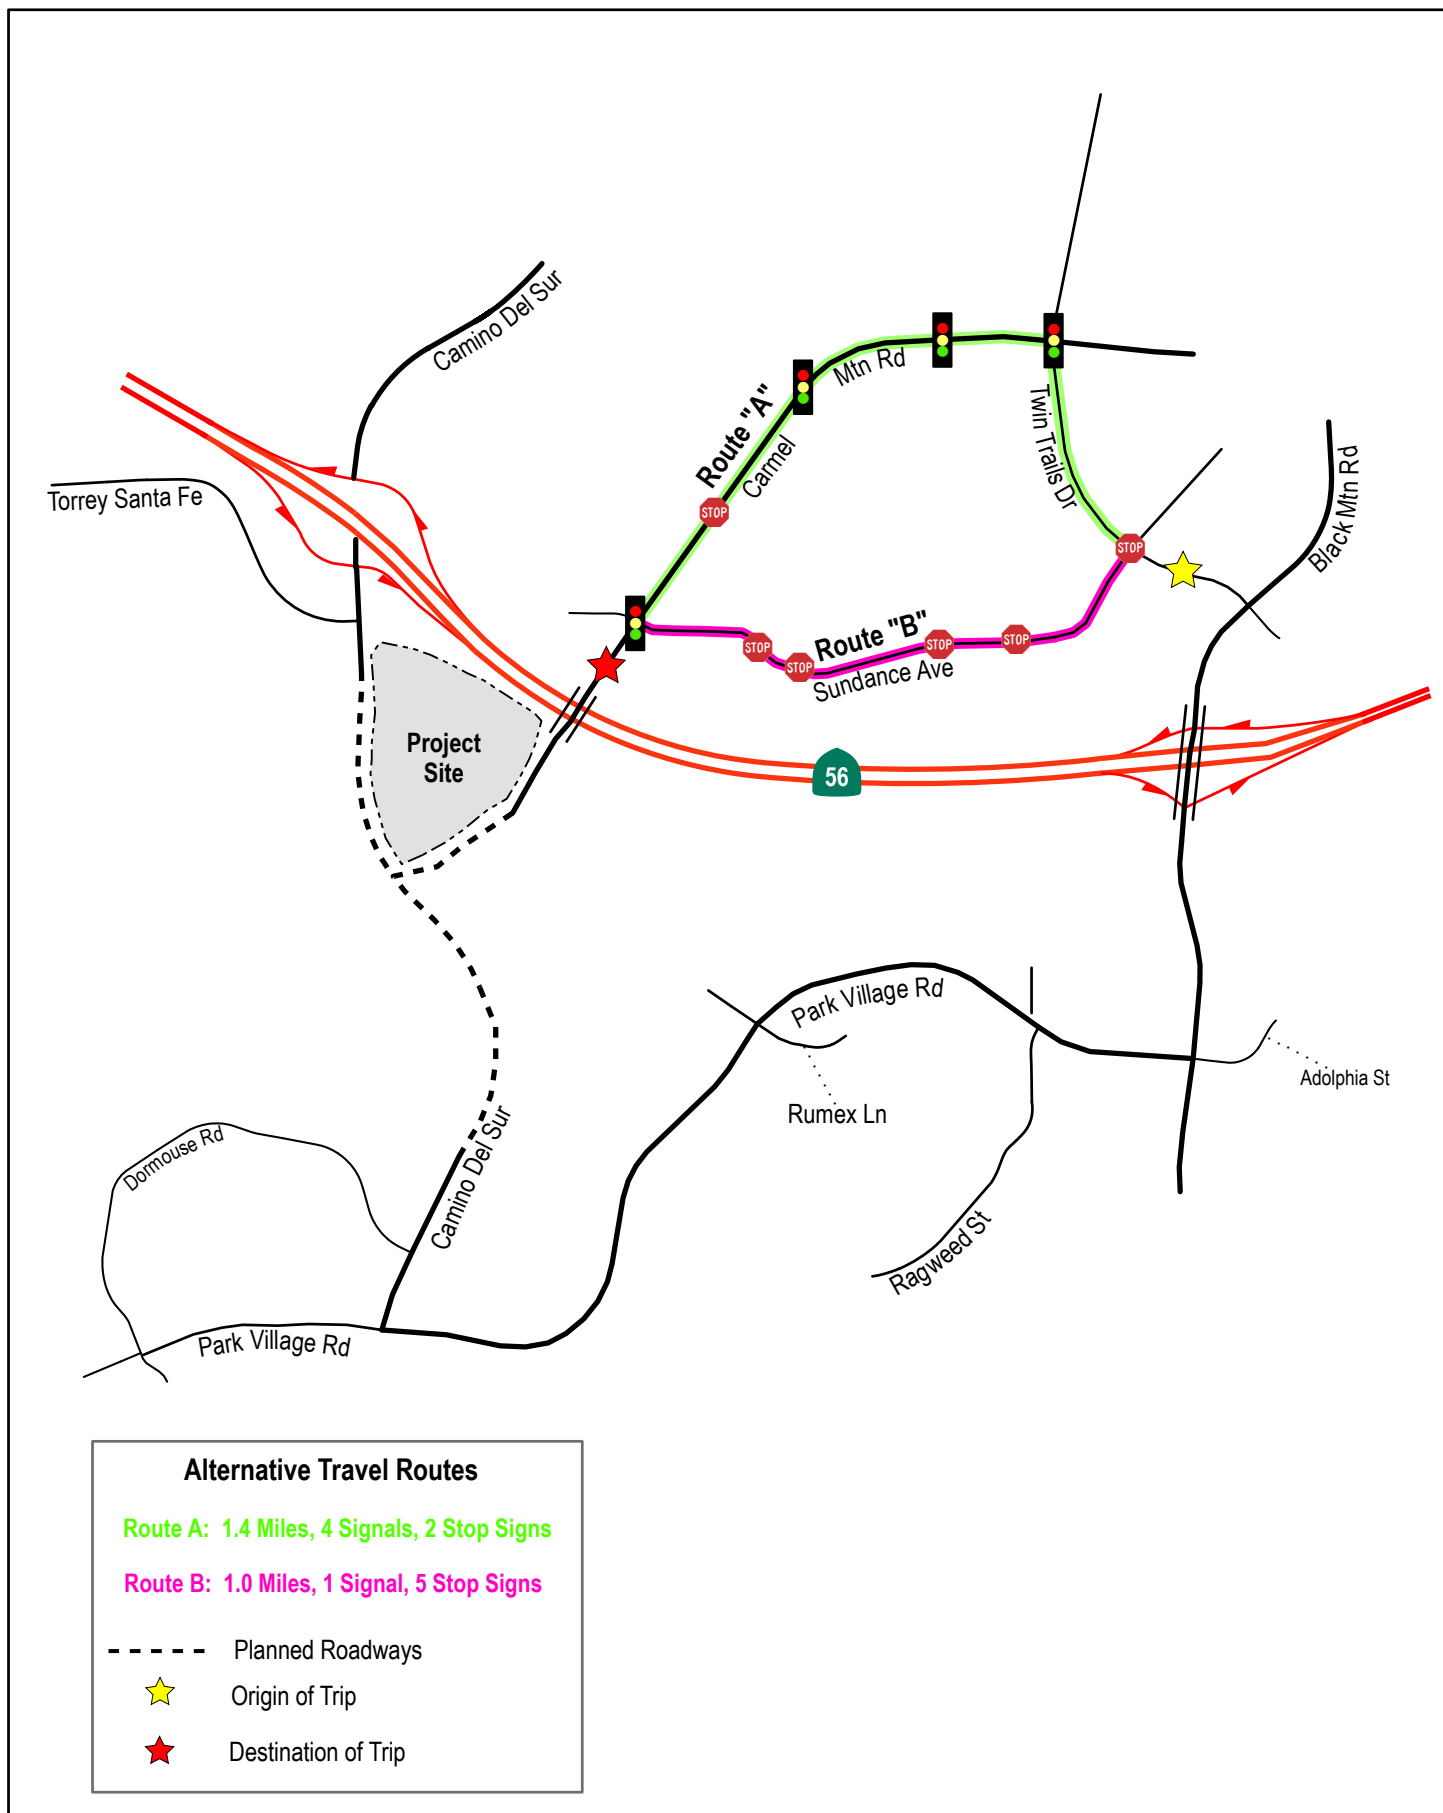 Camino Del Sur
Mtn Rd
Route "A"
Carmel
Twin Trails Dr
Black Mtn Rd
Torrey Santa Fe
STOP
STOP
Route "B"
STOP
STOP
STOP
STOP
Sundance Ave
Project
Site
56
Park Village Rd
Rumex Ln
Adolphia St
Dormouse Rd
Camino Del Sur
Ragweed St
Park Village Rd
Alternative Travel Routes
Route A: 1.4 Miles, 4 Signals, 2 Stop Signs
Route B: 1.0 Miles, 1 Signal, 5 Stop Signs
Planned Roadways
Origin of Trip
Destination of Trip